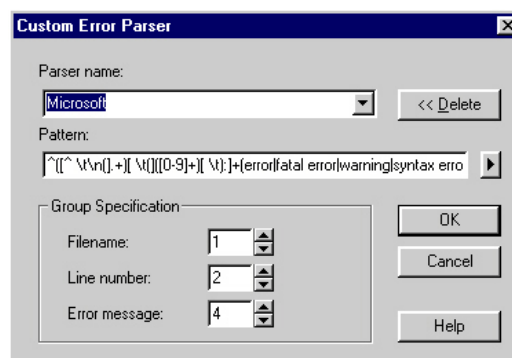 Custom Error Parser
Parser name:
Microsoft
<< Delete
Pattern:
^([^ \t\n(].+)[ \t(]([0-9]+)[ \t):]+(error|fatal error|warning|syntax erro
Group Specification
Filename:
1
Line number:
2
Error message:
4
OK
Cancel
Help